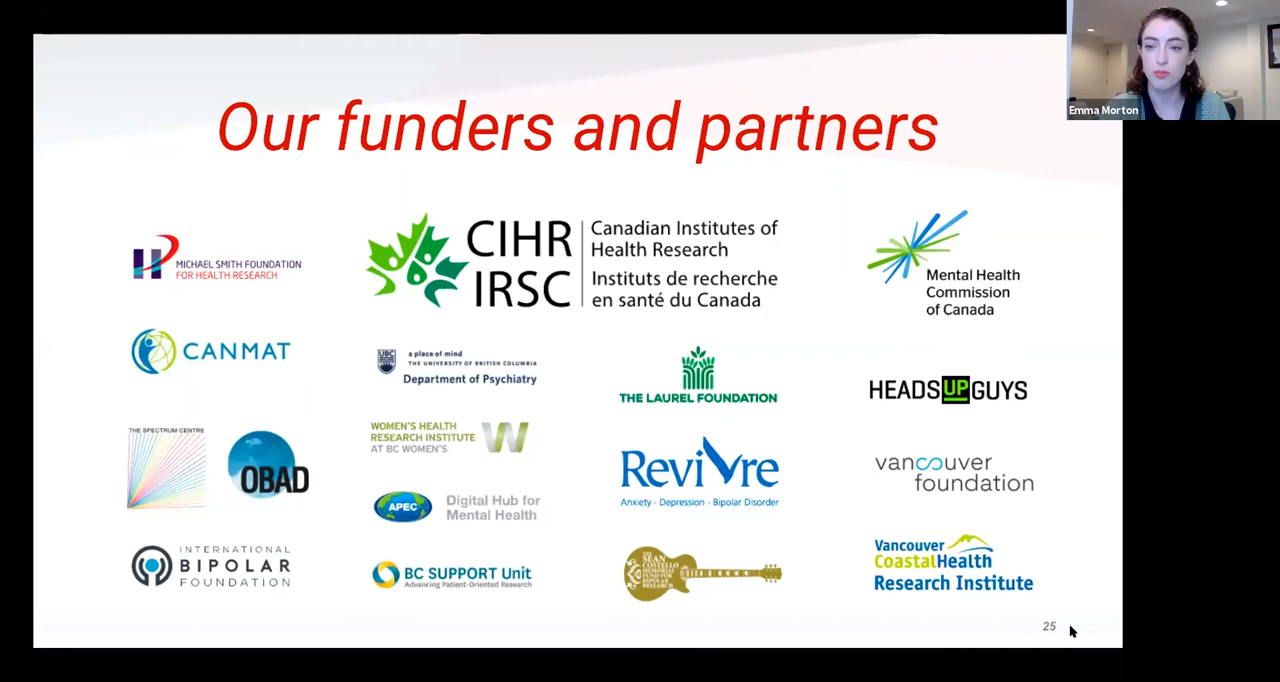 Emma Morton
Our funders and partners
MICHAEL SMITH FOUNDATION
FOR HEALTH RESEARCH
CIHR
IRSC
Canadian Institutes of
Health Research
Instituts de recherche
en santé du Canada
Mental Health
Commission
of Canada
CANMAT
UBC
a place of mind
THE UNIVERSITY OF BRITISH COLUMBIA
Department of Psychiatry
THE LAUREL FOUNDATION
HEADSUPGUYS
THE SPECTRUM CENTRE
OBAD
WOMEN'S HEALTH
RESEARCH INSTITUTE
AT BC WOMEN'S
W
ReviVre
Anxiety - Depression - Bipolar Disorder
vancouver
foundation
APEC
Digital Hub for
Mental Health
INTERNATIONAL
BIPOLAR
FOUNDATION
BC SUPPORT Unit
Advancing Patient-Oriented Research
THE
SEAN
COSTELLO
MEMORIAL
FUND FOR
BIPOLAR
RESEARCH
Vancouver
CoastalHealth
Research Institute
25